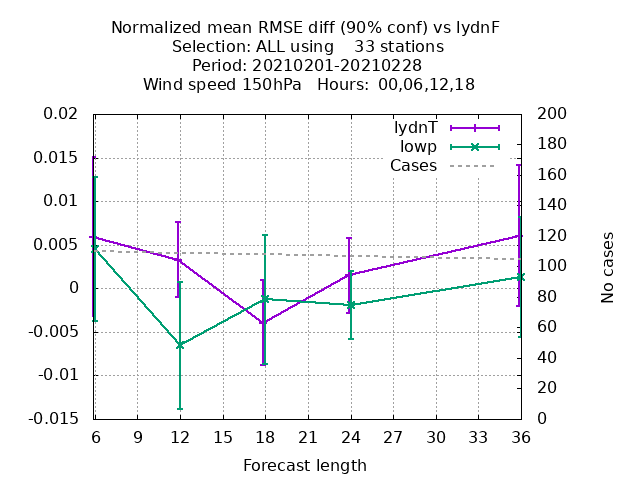 Normalized mean RMSE diff (90% conf) vs lydnF
Selection: ALL using    33 stations
Period: 20210201-20210228
Wind speed 150hPa   Hours:  00,06,12,18
0.02
0.015
0.01
0.005
0
-0.005
-0.01
-0.015
200
180
160
140
120
100
80
60
40
20
0
lydnT
lowp
Cases
No cases
6 9 12 15 18 21 24 27 30 33 36
Forecast length